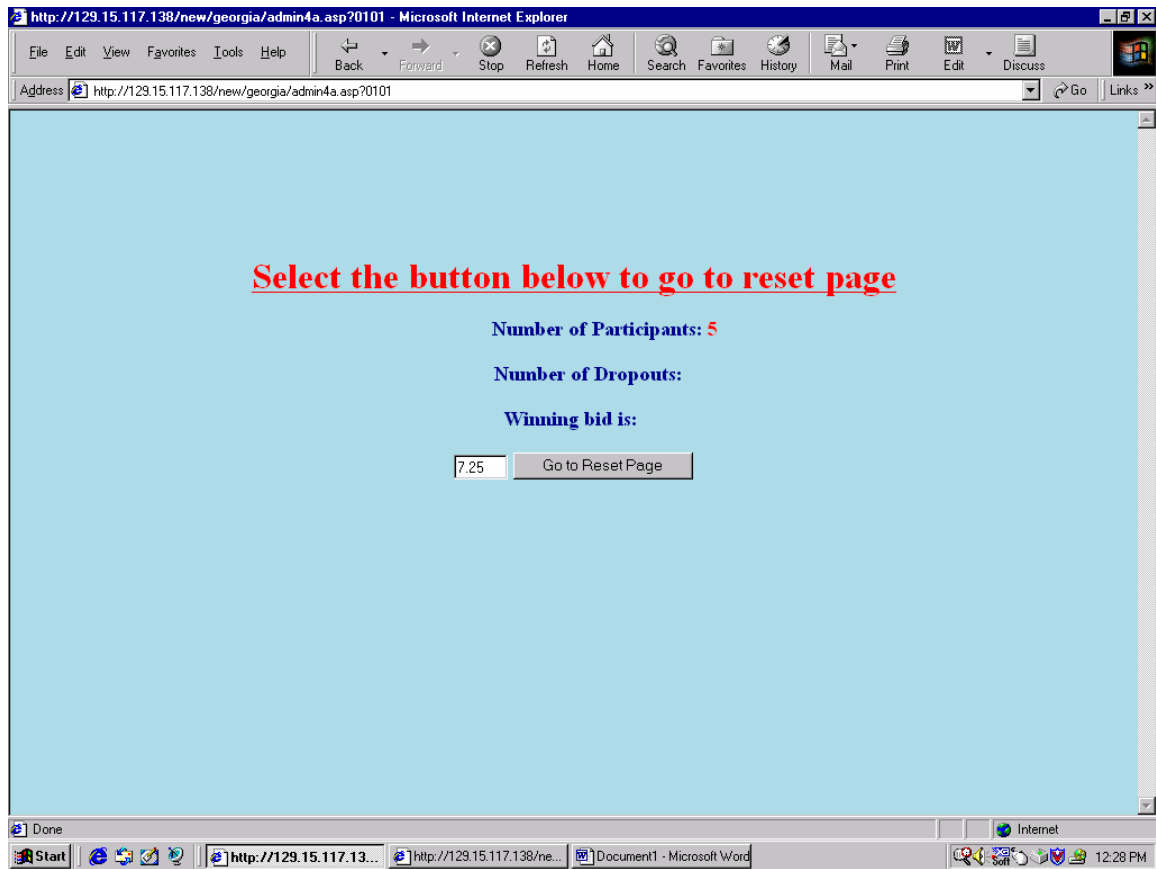 http://129.15.117.138/new/georgia/admin4a.asp?0101 - Microsoft Internet Explorer
File Edit View Favorites Tools Help Back Forward Stop Refresh Home Search Favorites History Mail Print Edit Discuss
Address http://129.15.117.138/new/georgia/admin4a.asp?0101 Go Links »
Select the button below to go to reset page
Number of Participants: 5
Number of Dropouts:
Winning bid is:
7.25 Go to Reset Page
Done Internet
Start http://129.15.117.13... http://129.15.117.138/ne... Document1 - Microsoft Word 12:28 PM